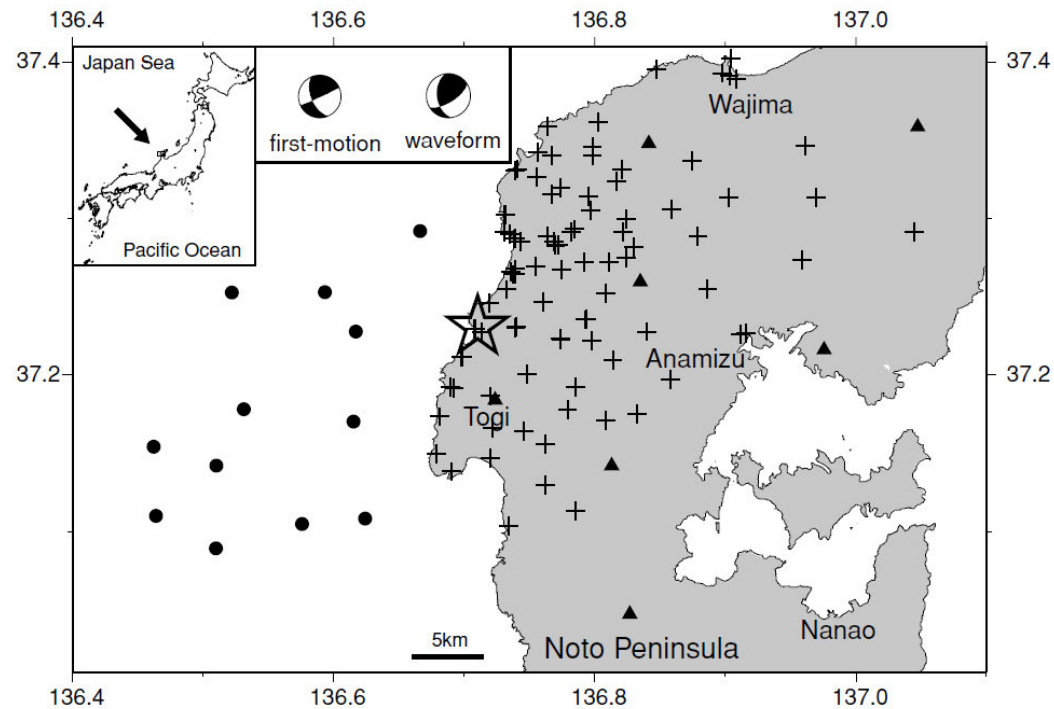 136.4 136.6 136.8 137.0
37.4 37.4
Japan Sea
Pacific Ocean
first-motion waveform
Wajima
37.2 37.2
Anamizu
Togi
5km
Noto Peninsula
Nanao
136.4 136.6 136.8 137.0